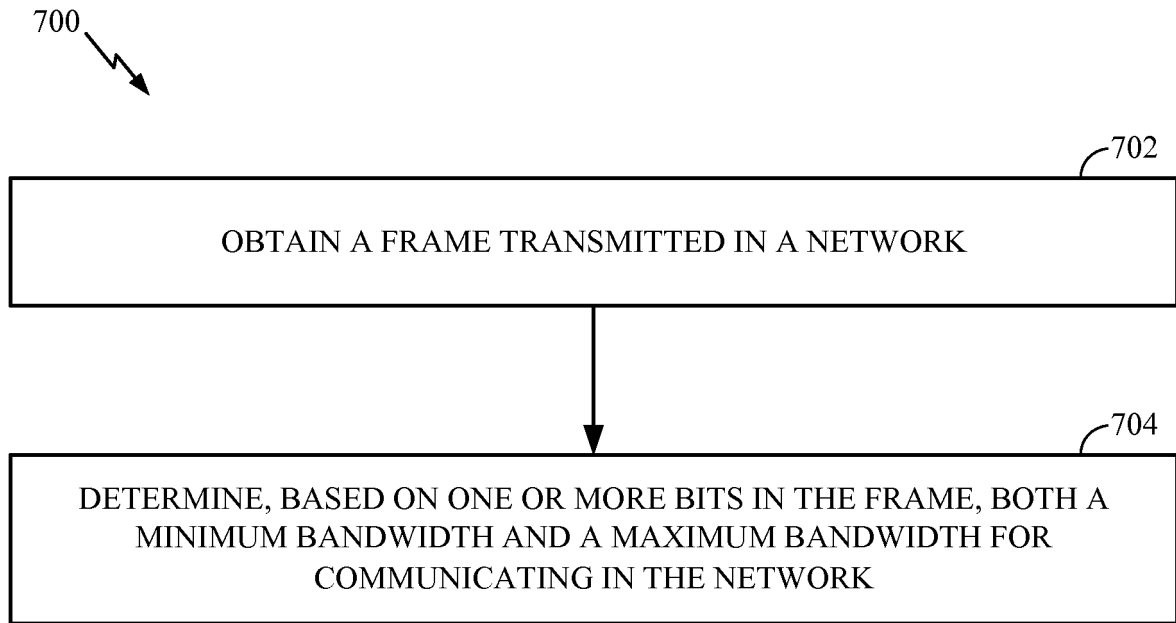 700
702
OBTAIN A FRAME TRANSMITTED IN A NETWORK
704
DETERMINE, BASED ON ONE OR MORE BITS IN THE FRAME, BOTH A
MINIMUM BANDWIDTH AND A MAXIMUM BANDWIDTH FOR
COMMUNICATING IN THE NETWORK